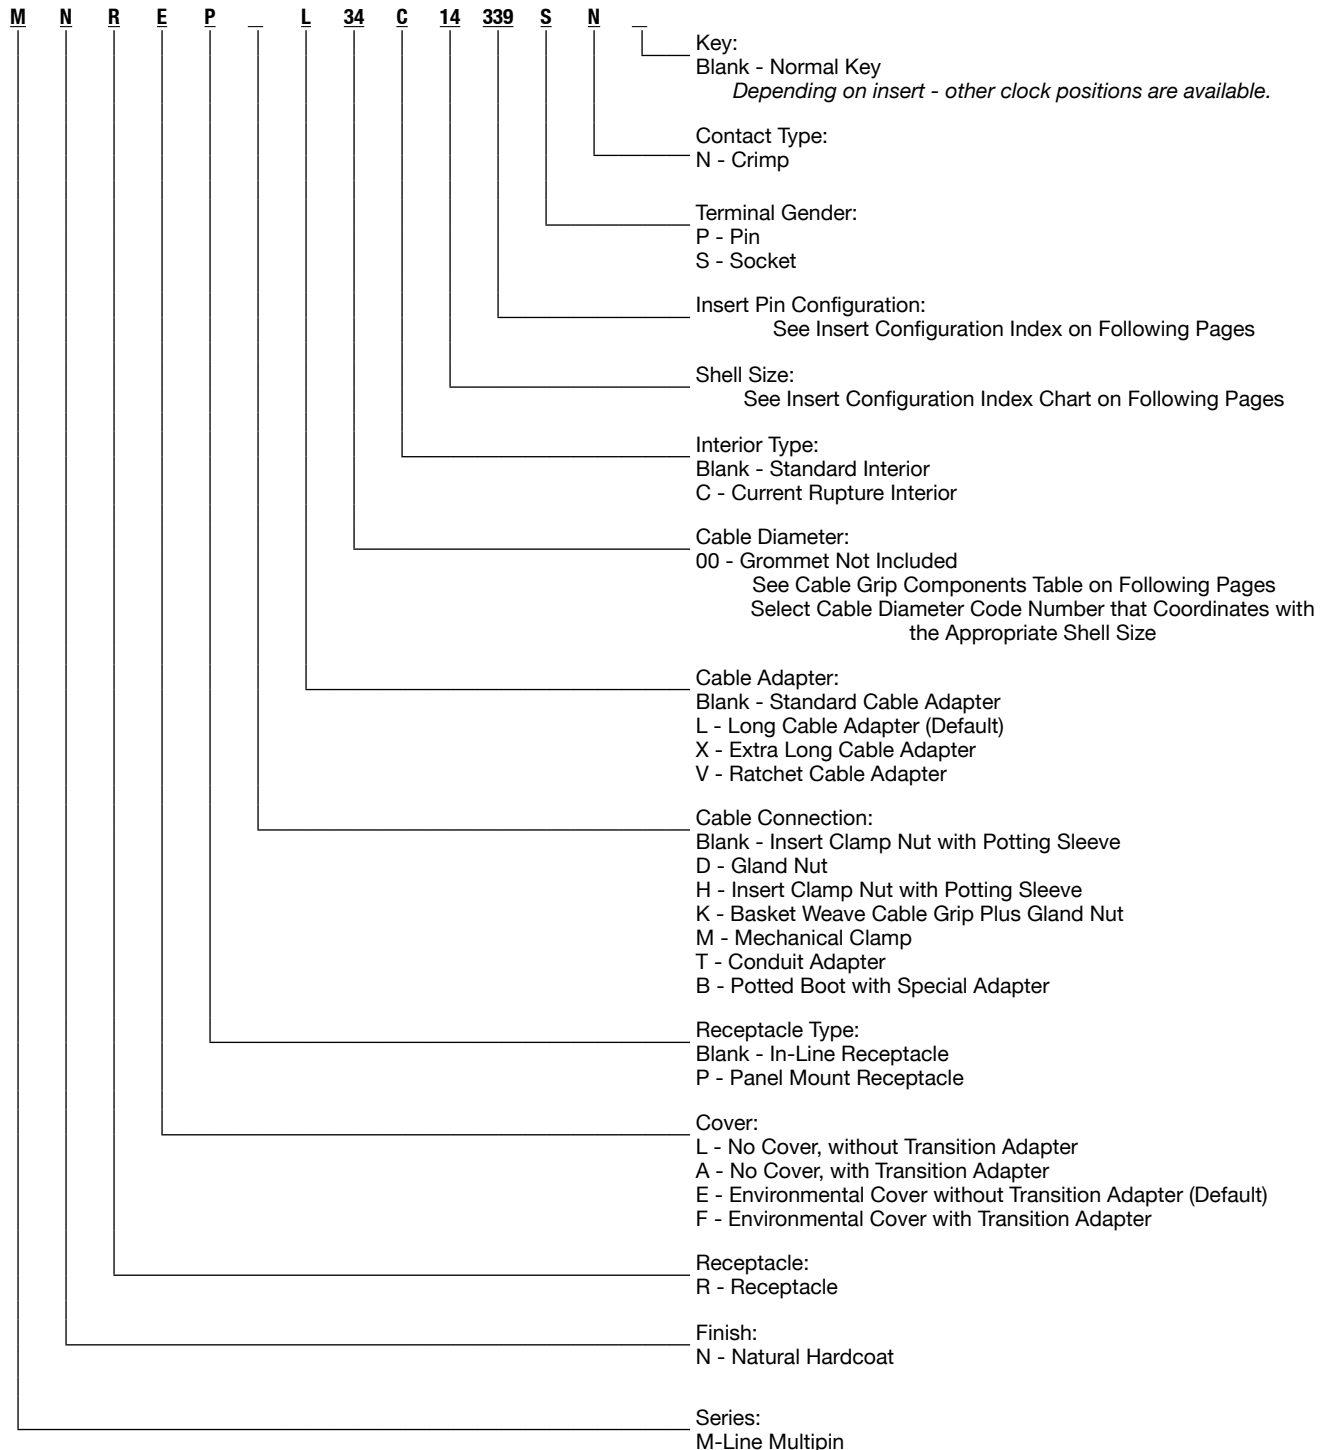 M N R E P _ L 34 C 14 339 S N _
Key:
Blank - Normal Key
Depending on insert - other clock positions are available.
Contact Type:
N - Crimp
Terminal Gender:
P - Pin
S - Socket
Insert Pin Configuration:
See Insert Configuration Index on Following Pages
Shell Size:
See Insert Configuration Index Chart on Following Pages
Interior Type:
Blank - Standard Interior
C - Current Rupture Interior
Cable Diameter:
00 - Grommet Not Included
See Cable Grip Components Table on Following Pages
Select Cable Diameter Code Number that Coordinates with
the Appropriate Shell Size
Cable Adapter:
Blank - Standard Cable Adapter
L - Long Cable Adapter (Default)
X - Extra Long Cable Adapter
V - Ratchet Cable Adapter
Cable Connection:
Blank - Insert Clamp Nut with Potting Sleeve
D - Gland Nut
H - Insert Clamp Nut with Potting Sleeve
K - Basket Weave Cable Grip Plus Gland Nut
M - Mechanical Clamp
T - Conduit Adapter
B - Potted Boot with Special Adapter
Receptacle Type:
Blank - In-Line Receptacle
P - Panel Mount Receptacle
Cover:
L - No Cover, without Transition Adapter
A - No Cover, with Transition Adapter
E - Environmental Cover without Transition Adapter (Default)
F - Environmental Cover with Transition Adapter
Receptacle:
R - Receptacle
Finish:
N - Natural Hardcoat
Series:
M-Line Multipin